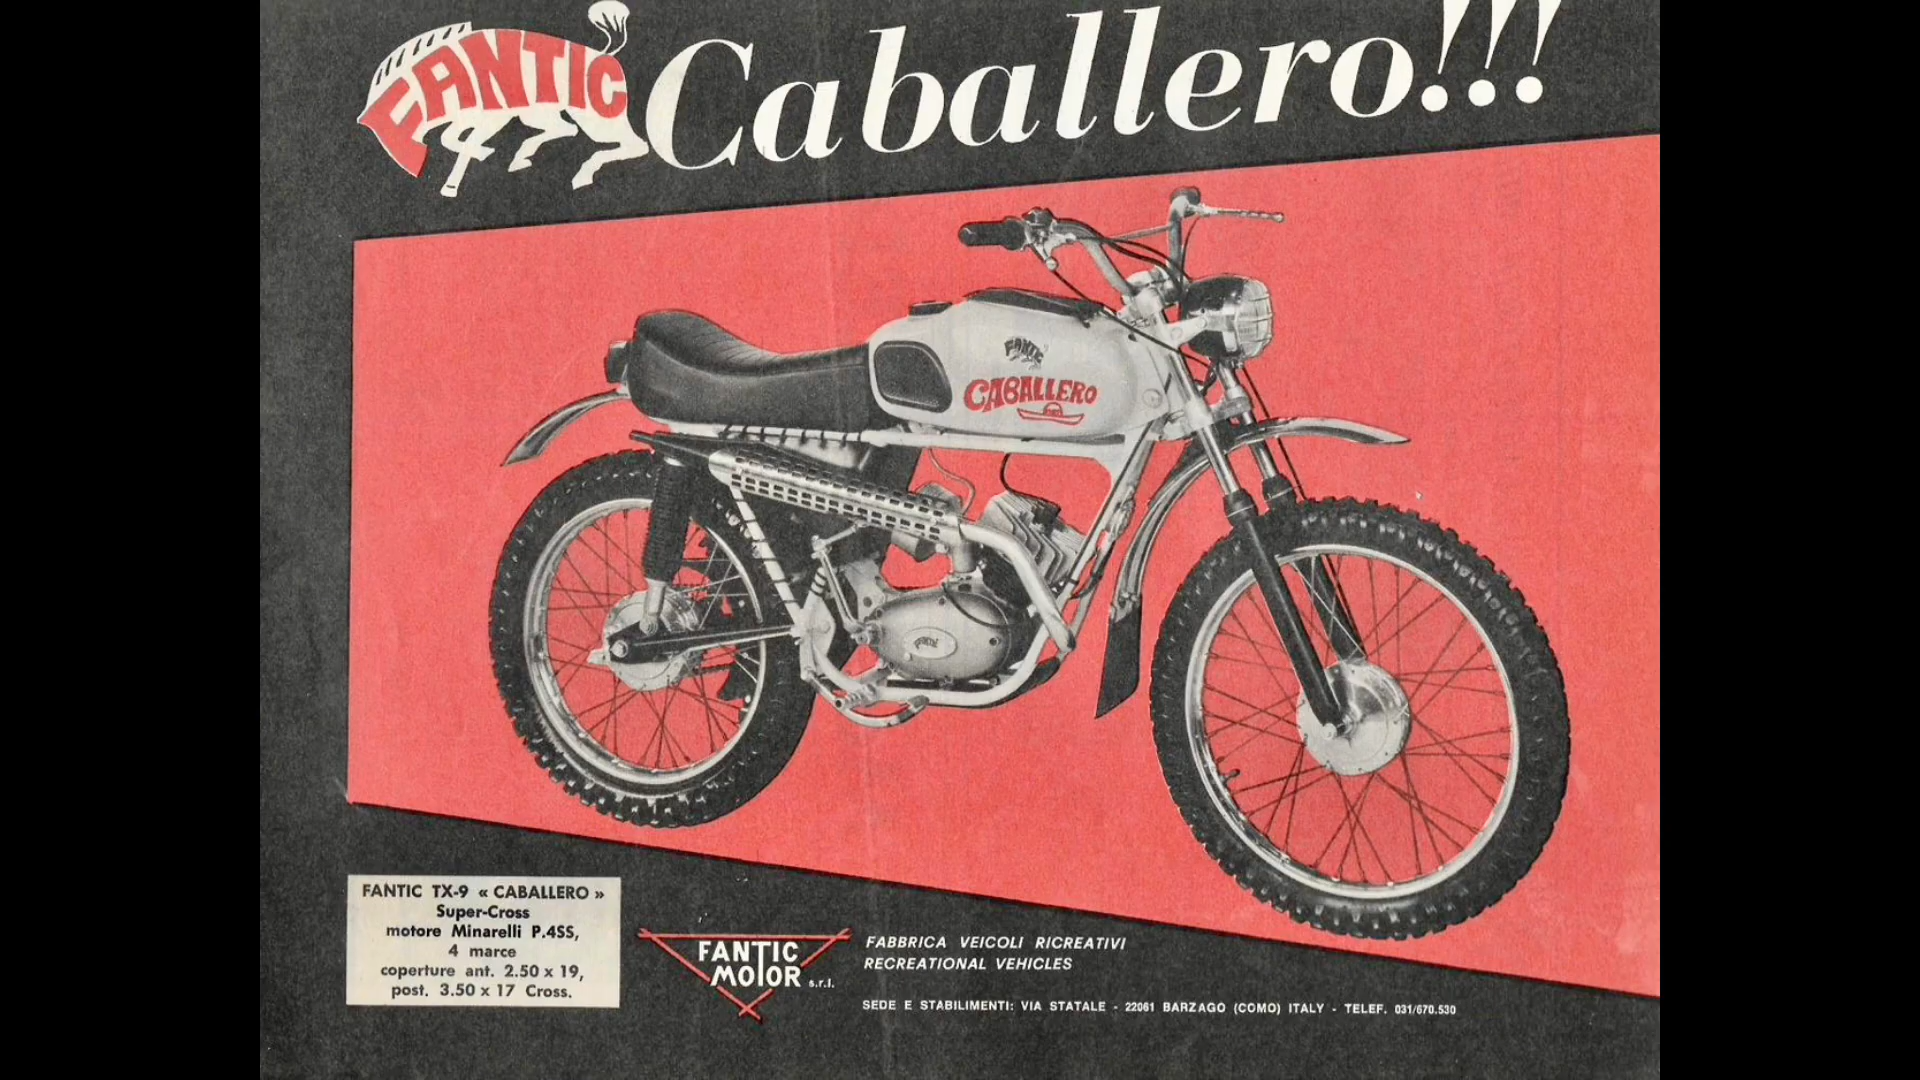 FANTIC Caballero!!!
FANTIC
CABALLERO
FANTIC TX-9 « CABALLERO »
Super-Cross
motore Minarelli P.4SS,
4 marce
coperture ant. 2.50 x 19,
post. 3.50 x 17 Cross.
FANTIC
MOTOR s.r.l.
FABBRICA VEICOLI RICREATIVI
RECREATIONAL VEHICLES
SEDE E STABILIMENTI: VIA STATALE - 22061 BARZAGO (COMO) ITALY - TELEF. 031/670.530